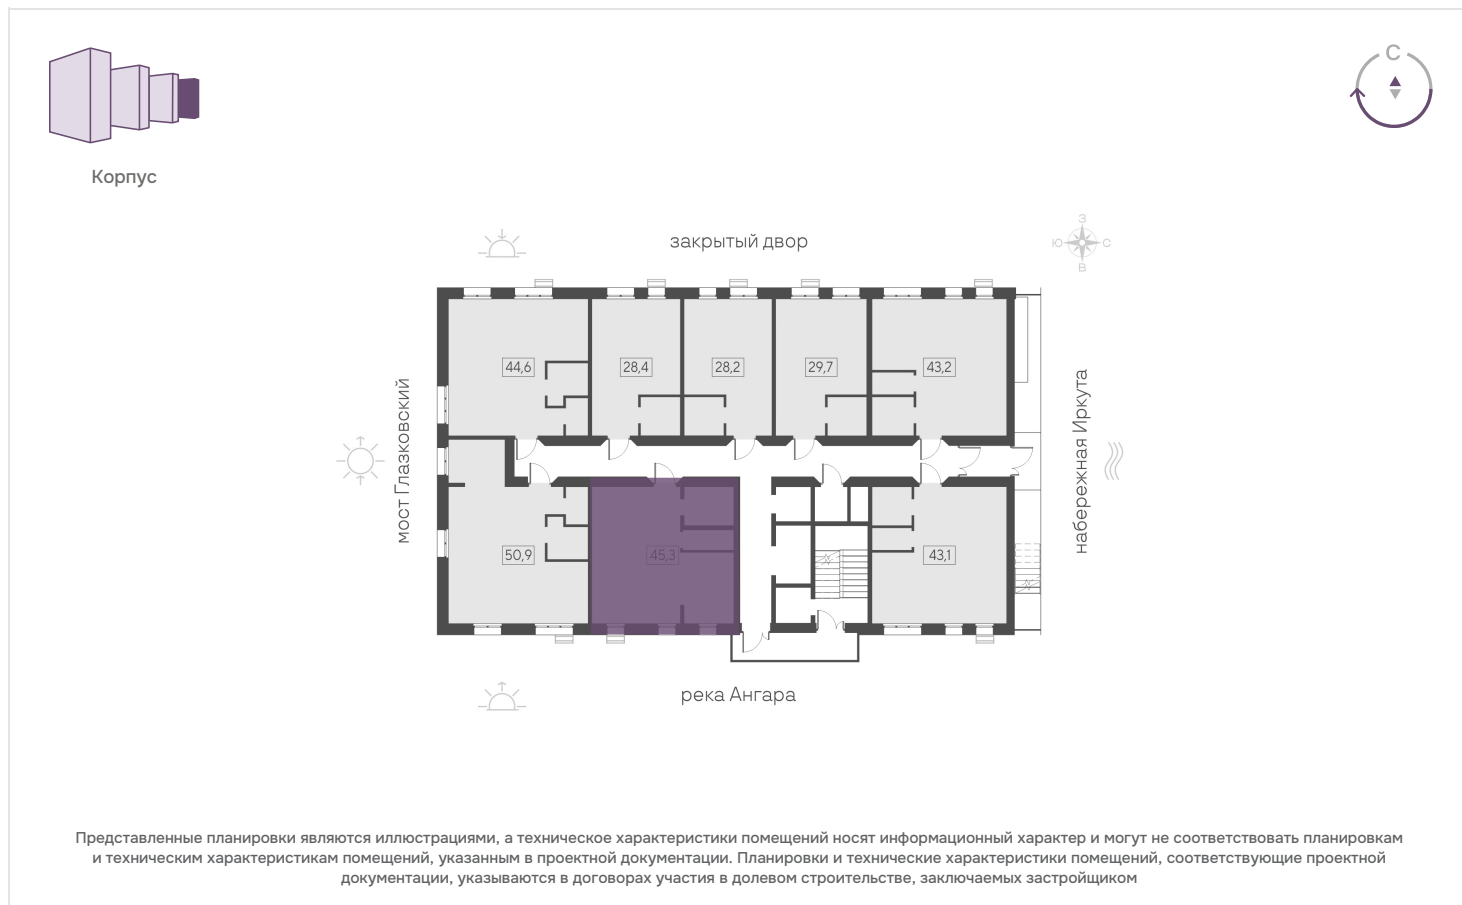 С
Корпус
закрытый двор
З
Ю
С
В
44,6
28,4
28,2
29,7
43,2
мост Глазковский
набережная Иркута
50,9
45,3
43,1
река Ангара
Представленные планировки являются иллюстрациями, а техническое характеристики помещений носят информационный характер и могут не соответствовать планировкам
и техническим характеристикам помещений, указанным в проектной документации. Планировки и технические характеристики помещений, соответствующие проектной
документации, указываются в договорах участия в долевом строительстве, заключаемых застройщиком